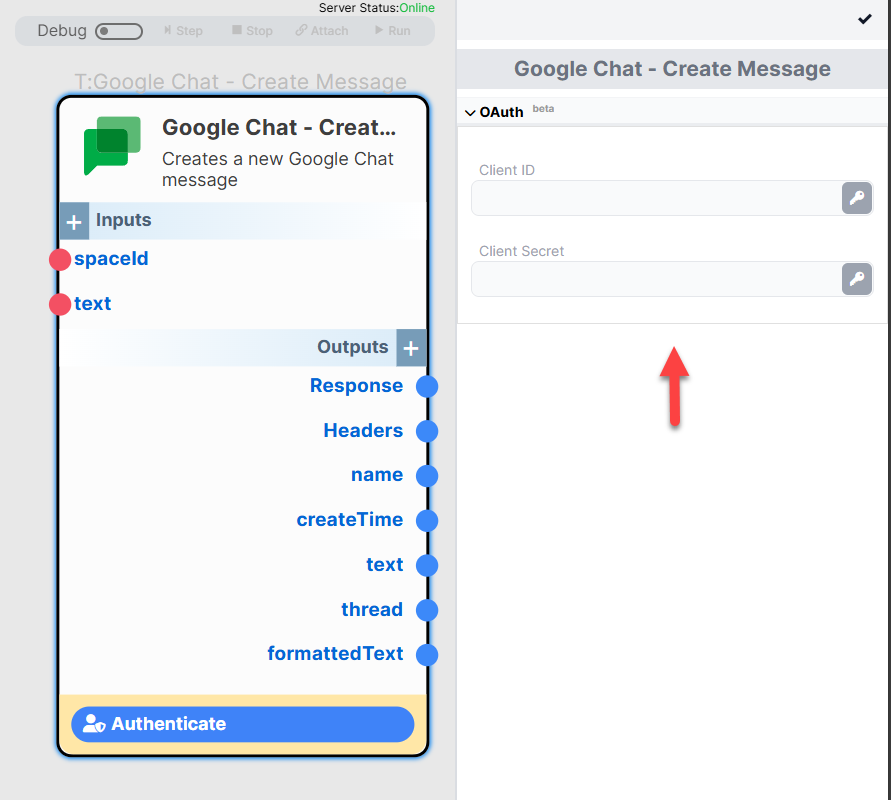 Server Status:Online
Debug Step Stop Attach Run
T:Google Chat - Create Message
Google Chat - Creat...
Creates a new Google Chat
message
Inputs
spaceId
text
Outputs
Response
Headers
name
createTime
text
thread
formattedText
Authenticate
Google Chat - Create Message
OAuth beta
Client ID
Client Secret